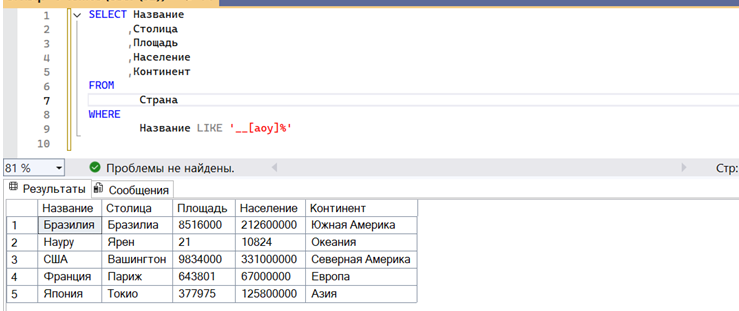 1 SELECT Название
2 ,Столица
3 ,Площадь
4 ,Население
5 ,Континент
6 FROM
7 Страна
8 WHERE
9 Название LIKE '__[аоу]%'
10
81 % Проблемы не найдены. Стр:
Результаты Сообщения
Название Столица Площадь Население Континент
1 Бразилия Бразилиа 8516000 212600000 Южная Америка
2 Науру Ярен 21 10824 Океания
3 США Вашингтон 9834000 331000000 Северная Америка
4 Франция Париж 643801 67000000 Европа
5 Япония Токио 377975 125800000 Азия